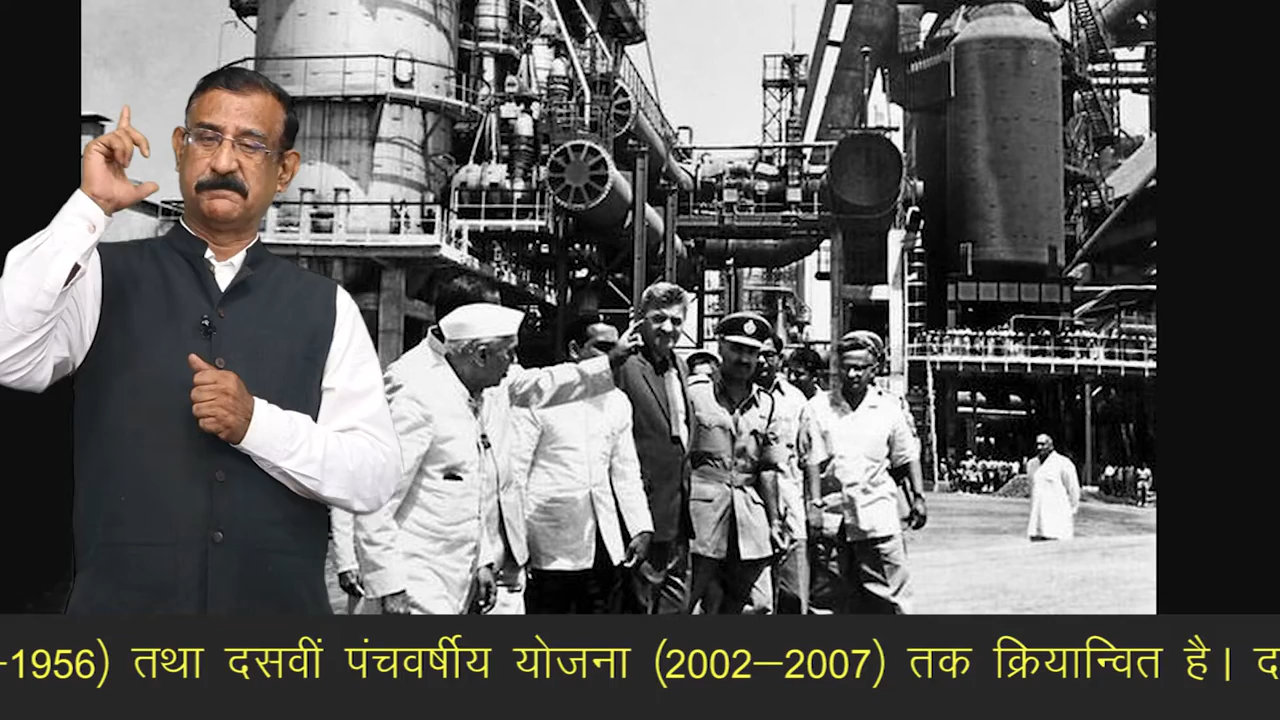 –1956) तथा दसवीं पंचवर्षीय योजना (2002–2007) तक क्रियान्वित है। द